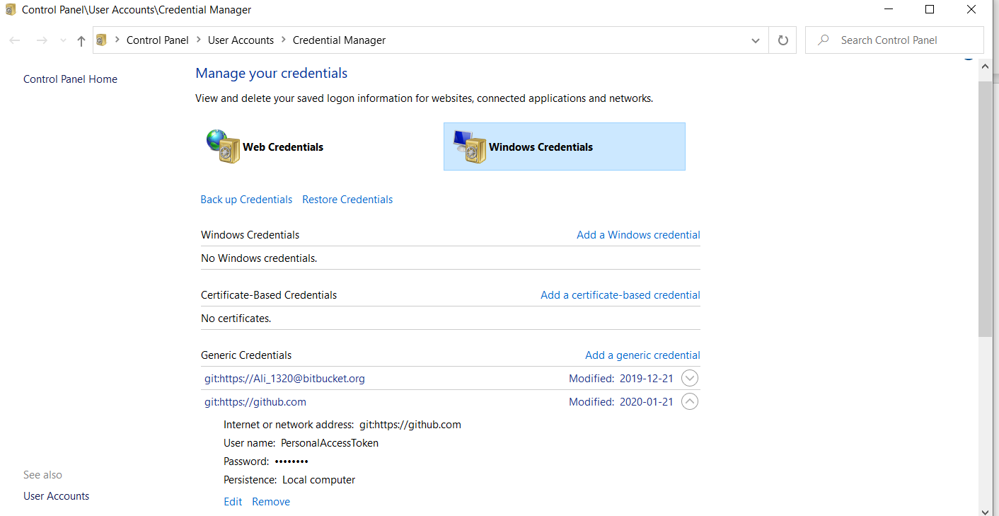 Control Panel\User Accounts\Credential Manager
Control Panel > User Accounts > Credential Manager
Search Control Panel
Control Panel Home
Manage your credentials
View and delete your saved logon information for websites, connected applications and networks.
Web Credentials
Windows Credentials
Back up Credentials Restore Credentials
Windows Credentials Add a Windows credential
No Windows credentials.
Certificate-Based Credentials Add a certificate-based credential
No certificates.
Generic Credentials Add a generic credential
git:https://Ali_1320@bitbucket.org Modified: 2019-12-21
git:https://github.com Modified: 2020-01-21
Internet or network address: git:https://github.com
User name: PersonalAccessToken
Password: ••••••••
Persistence: Local computer
Edit Remove
See also
User Accounts